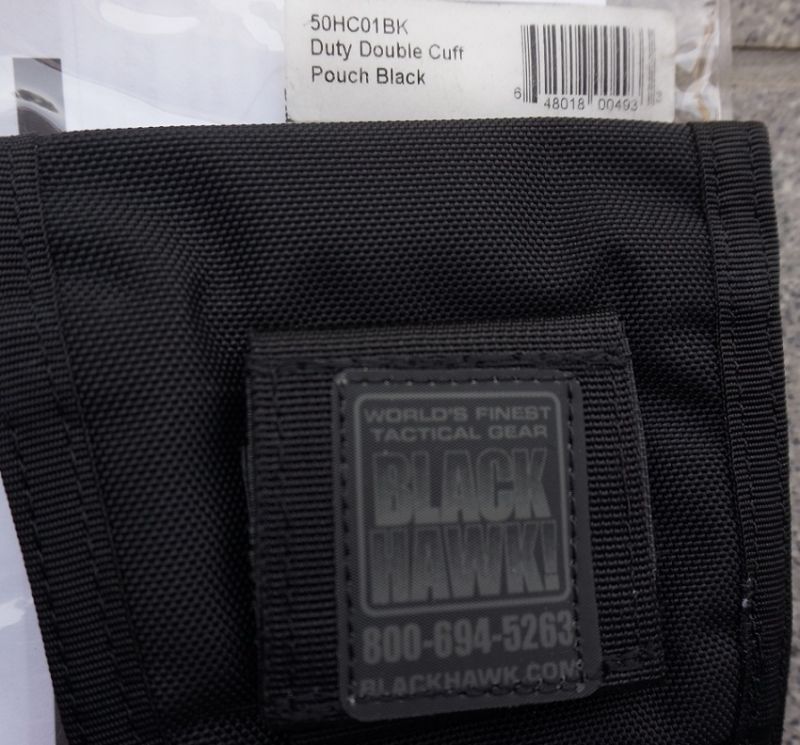 50HC01BK
Duty Double Cuff
Pouch Black
6 48018 00493 3
WORLD'S FINEST
TACTICAL GEAR
BLACK
HAWK!
800-694-5263
BLACKHAWK.COM